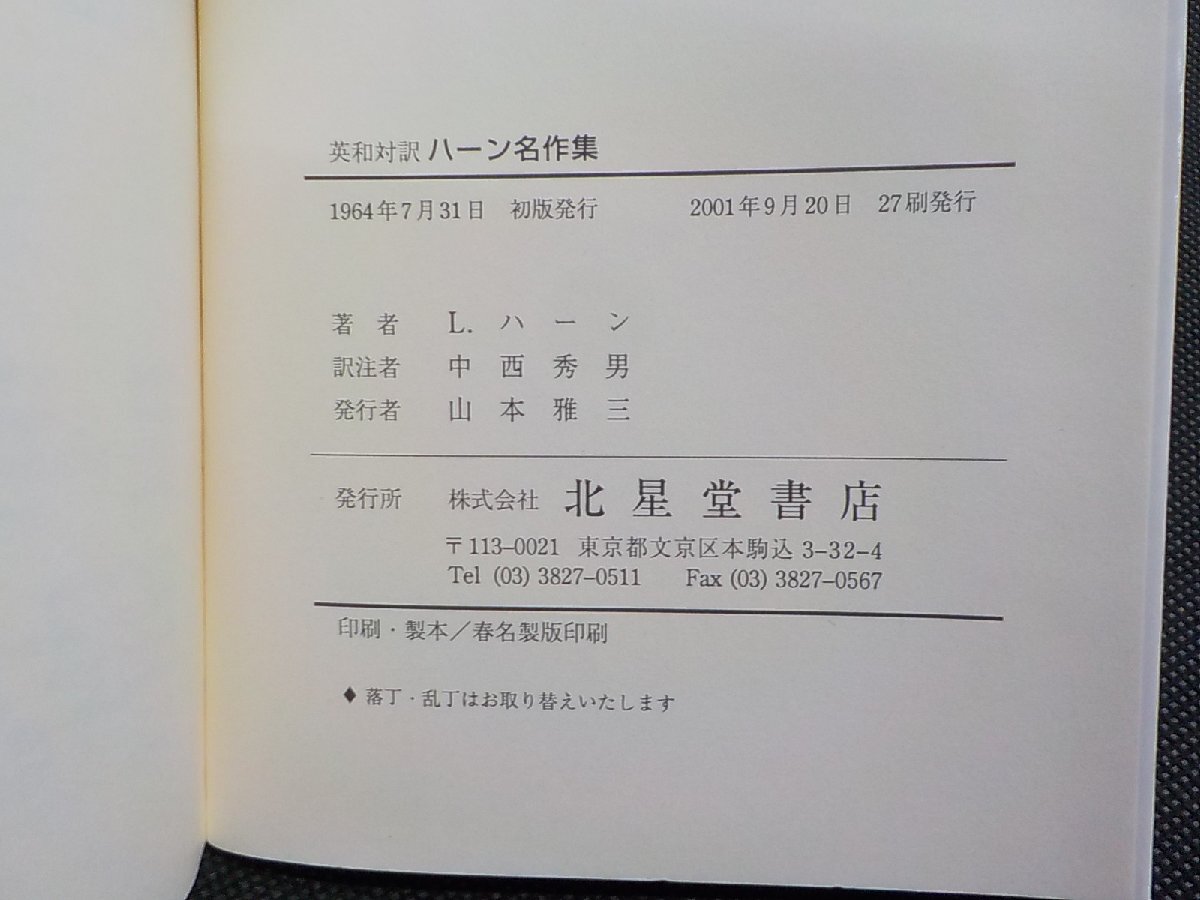 英和対訳 ハーン名作集
1964年7月31日 初版発行 2001年9月20日 27刷発行
著者 L. ハーン
訳注者 中西秀男
発行者 山本雅三
発行所 株式会社 北星堂書店
〒113-0021 東京都文京区本駒込 3-32-4
Tel (03) 3827-0511 Fax (03) 3827-0567
印刷・製本/春名製版印刷
◆ 落丁・乱丁はお取り替えいたします